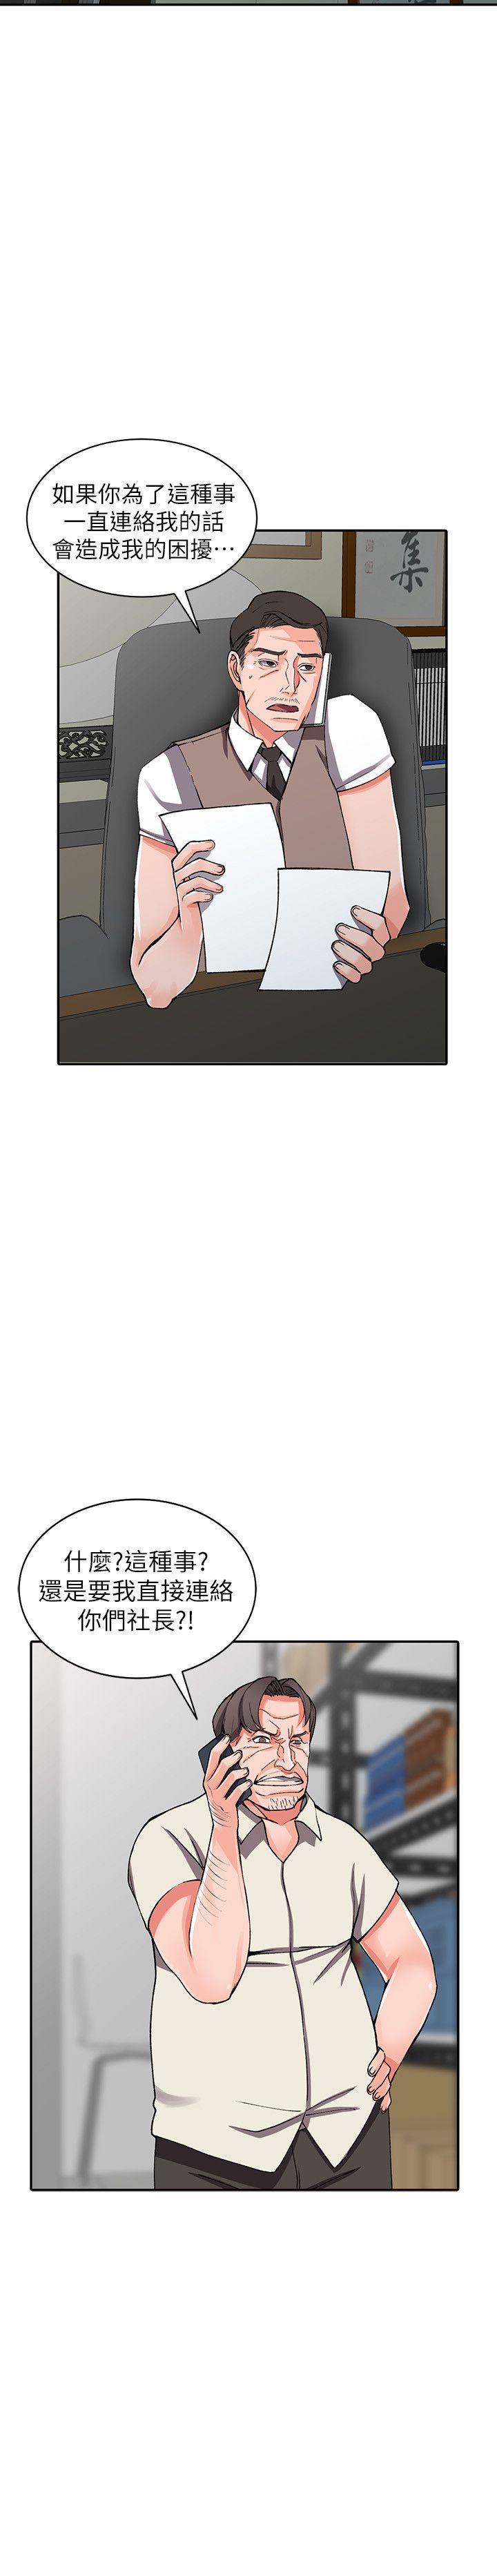 如果你為了這種事
一直連絡我的話
會造成我的困擾⋯
集
什麼?這種事?
還是要我直接連絡
你們社長?!